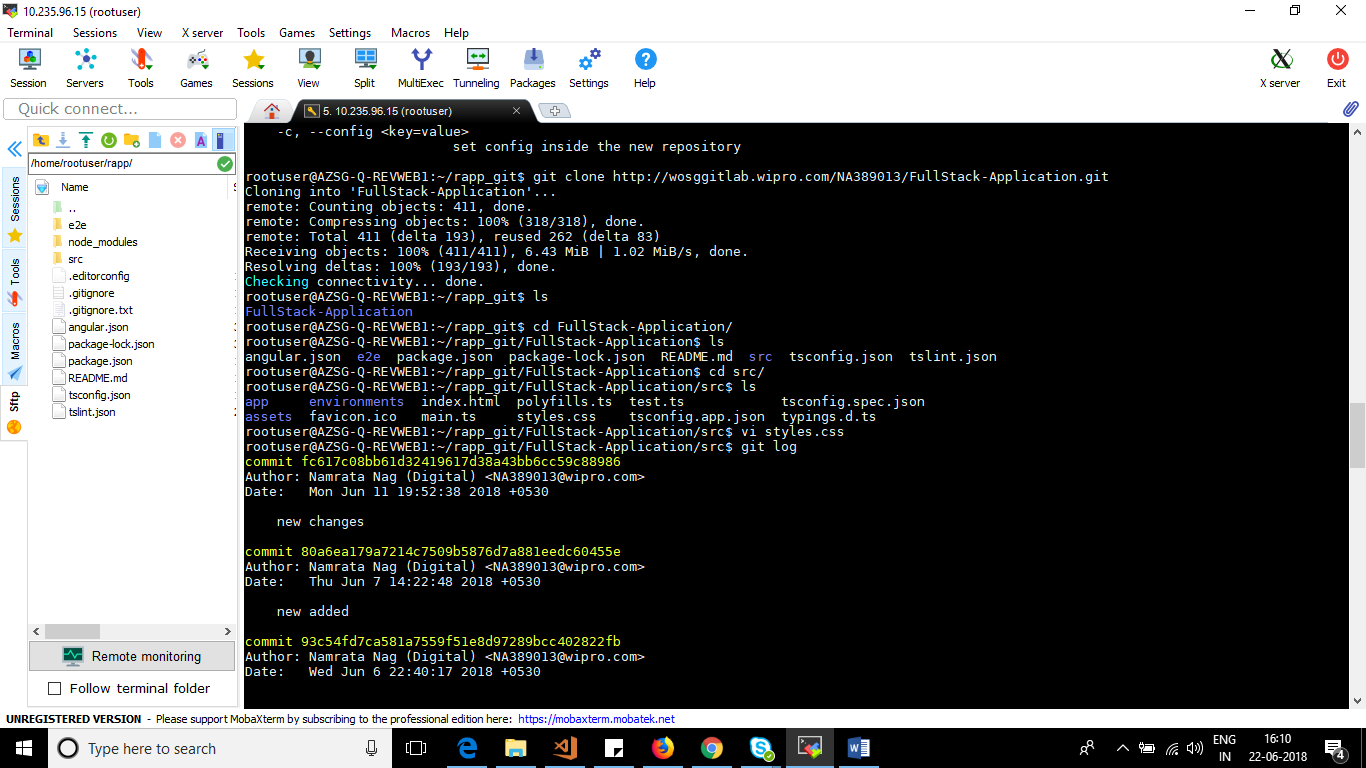 10.235.96.15 (rootuser)
Terminal Sessions View X server Tools Games Settings Macros Help
Session Servers Tools Games Sessions View Split MultiExec Tunneling Packages Settings Help X server Exit
Quick connect...
5. 10.235.96.15 (rootuser)
/home/rootuser/rapp/
Name
..
e2e
node_modules
src
.editorconfig
.gitignore
.gitignore.txt
angular.json
package-lock.json
package.json
README.md
tsconfig.json
tslint.json
Sessions
Tools
Macros
Sftp
Remote monitoring
Follow terminal folder
-c, --config <key=value>
set config inside the new repository
rootuser@AZSG-Q-REVWEB1:~/rapp_git$ git clone http://wosggitlab.wipro.com/NA389013/FullStack-Application.git
Cloning into 'FullStack-Application'...
remote: Counting objects: 411, done.
remote: Compressing objects: 100% (318/318), done.
remote: Total 411 (delta 193), reused 262 (delta 83)
Receiving objects: 100% (411/411), 6.43 MiB | 1.02 MiB/s, done.
Resolving deltas: 100% (193/193), done.
Checking connectivity... done.
rootuser@AZSG-Q-REVWEB1:~/rapp_git$ ls
FullStack-Application
rootuser@AZSG-Q-REVWEB1:~/rapp_git$ cd FullStack-Application/
rootuser@AZSG-Q-REVWEB1:~/rapp_git/FullStack-Application$ ls
angular.json e2e package.json package-lock.json README.md src tsconfig.json tslint.json
rootuser@AZSG-Q-REVWEB1:~/rapp_git/FullStack-Application$ cd src/
rootuser@AZSG-Q-REVWEB1:~/rapp_git/FullStack-Application/src$ ls
app environments index.html polyfills.ts test.ts tsconfig.spec.json
assets favicon.ico main.ts styles.css tsconfig.app.json typings.d.ts
rootuser@AZSG-Q-REVWEB1:~/rapp_git/FullStack-Application/src$ vi styles.css
rootuser@AZSG-Q-REVWEB1:~/rapp_git/FullStack-Application/src$ git log
commit fc617c08bb61d32419617d38a43bb6cc59c88986
Author: Namrata Nag (Digital) <NA389013@wipro.com>
Date: Mon Jun 11 19:52:38 2018 +0530
new changes
commit 80a6ea179a7214c7509b5876d7a881eedc60455e
Author: Namrata Nag (Digital) <NA389013@wipro.com>
Date: Thu Jun 7 14:22:48 2018 +0530
new added
commit 93c54fd7ca581a7559f51e8d97289bcc402822fb
Author: Namrata Nag (Digital) <NA389013@wipro.com>
Date: Wed Jun 6 22:40:17 2018 +0530
UNREGISTERED VERSION - Please support MobaXterm by subscribing to the professional edition here: https://mobaxterm.mobatek.net
Type here to search
ENG
IN
16:10
22-06-2018
4